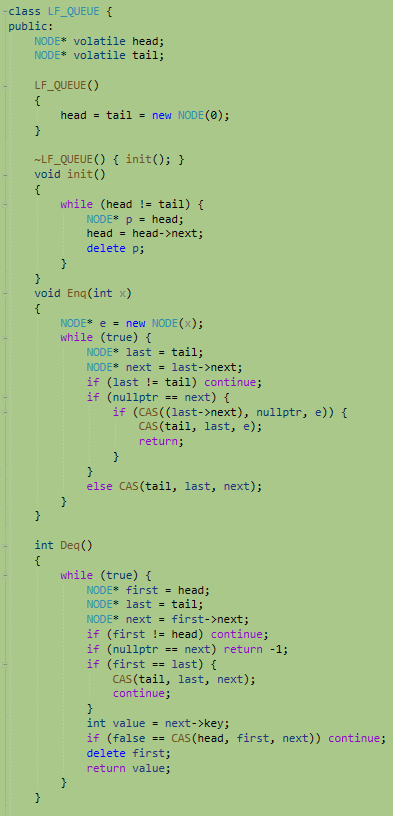 class LF_QUEUE {
public:
    NODE* volatile head;
    NODE* volatile tail;

    LF_QUEUE()
    {
        head = tail = new NODE(0);
    }

    ~LF_QUEUE() { init(); }
    void init()
    {
        while (head != tail) {
            NODE* p = head;
            head = head->next;
            delete p;
        }
    }
    void Enq(int x)
    {
        NODE* e = new NODE(x);
        while (true) {
            NODE* last = tail;
            NODE* next = last->next;
            if (last != tail) continue;
            if (nullptr == next) {
                if (CAS((last->next), nullptr, e)) {
                    CAS(tail, last, e);
                    return;
                }
            }
            else CAS(tail, last, next);
        }
    }

    int Deq()
    {
        while (true) {
            NODE* first = head;
            NODE* last = tail;
            NODE* next = first->next;
            if (first != head) continue;
            if (nullptr == next) return -1;
            if (first == last) {
                CAS(tail, last, next);
                continue;
            }
            int value = next->key;
            if (false == CAS(head, first, next)) continue;
            delete first;
            return value;
        }
    }